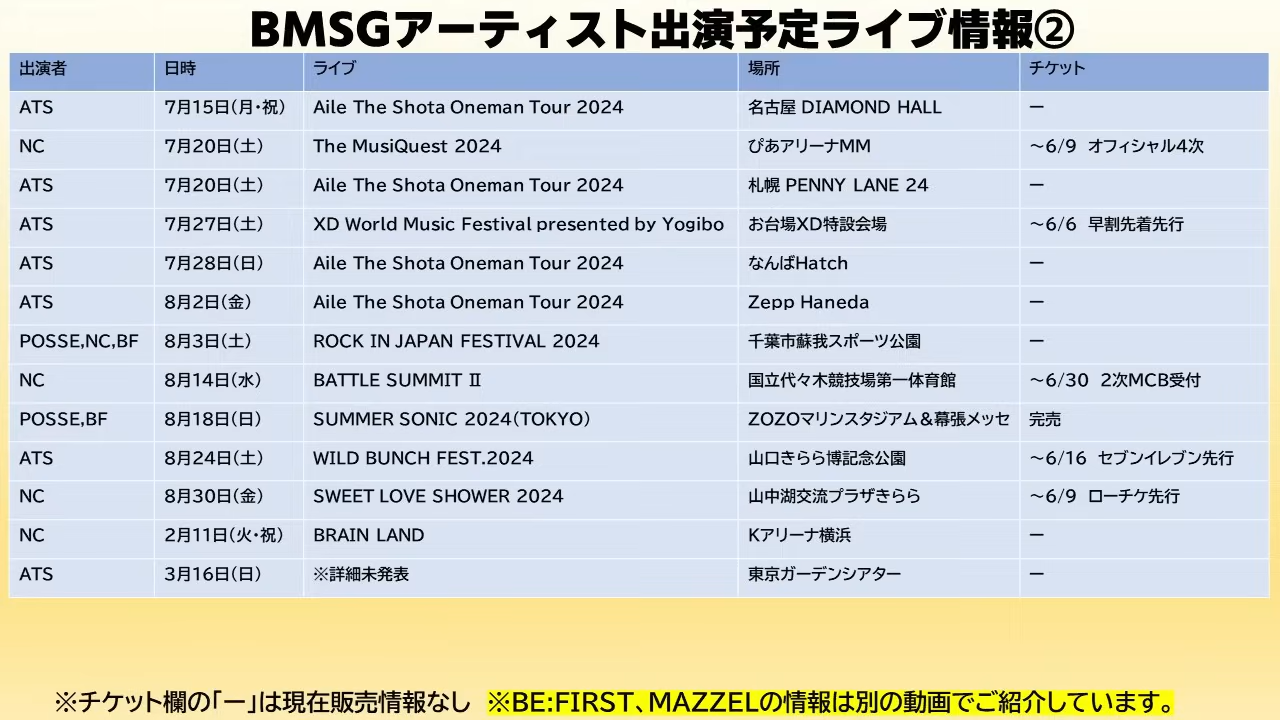 BMSGアーティスト出演予定ライブ情報②
出演者 日時 ライブ 場所 チケット
ATS 7月15日(月・祝) Aile The Shota Oneman Tour 2024 名古屋 DIAMOND HALL ー
NC 7月20日(土) The MusiQuest 2024 ぴあアリーナMM ～6/9 オフィシャル4次
ATS 7月20日(土) Aile The Shota Oneman Tour 2024 札幌 PENNY LANE 24 ー
ATS 7月27日(土) XD World Music Festival presented by Yogibo お台場XD特設会場 ～6/6 早割先着先行
ATS 7月28日(日) Aile The Shota Oneman Tour 2024 なんばHatch ー
ATS 8月2日(金) Aile The Shota Oneman Tour 2024 Zepp Haneda ー
POSSE,NC,BF 8月3日(土) ROCK IN JAPAN FESTIVAL 2024 千葉市蘇我スポーツ公園 ー
NC 8月14日(水) BATTLE SUMMIT Ⅱ 国立代々木競技場第一体育館 ～6/30 2次MCB受付
POSSE,BF 8月18日(日) SUMMER SONIC 2024(TOKYO) ZOZOマリンスタジアム＆幕張メッセ 完売
ATS 8月24日(土) WILD BUNCH FEST.2024 山口きらら博記念公園 ～6/16 セブンイレブン先行
NC 8月30日(金) SWEET LOVE SHOWER 2024 山中湖交流プラザきらら ～6/9 ローチケ先行
NC 2月11日(火・祝) BRAIN LAND Kアリーナ横浜 ー
ATS 3月16日(日) ※詳細未発表 東京ガーデンシアター ー
※チケット欄の「ー」は現在販売情報なし ※BE:FIRST、MAZZELの情報は別の動画でご紹介しています。